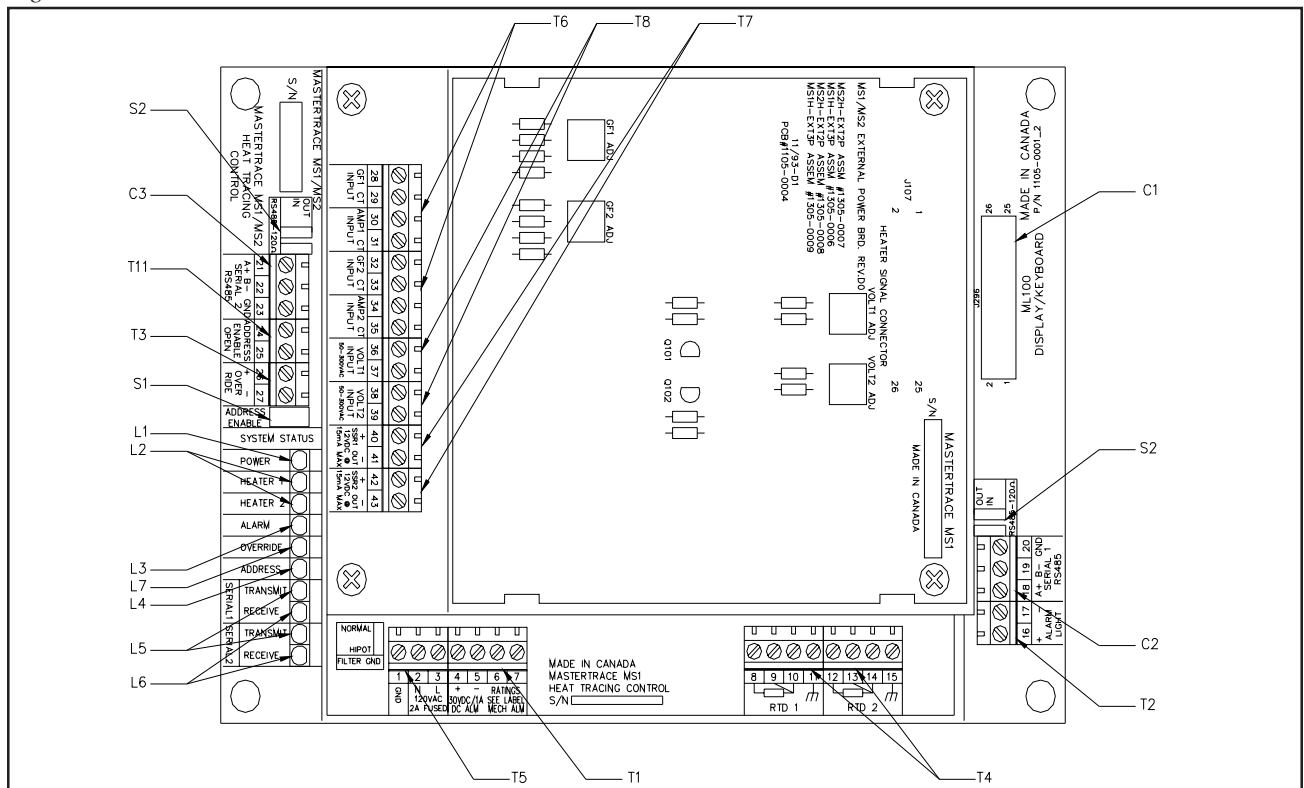 T6
T8
T7
S2
C3
T11
T3
S1
L1
L2
L3
L7
L4
L5
L6
C1
S2
C2
T2
T5
T1
T4
S/N
MASTERTRACE MS1/MS2
MASTERTRACE MS1/MS2
HEAT TRACING
CONTROL
RS485-120Ω
IN
OUT
21
22
23
24
25
26
27
A+ B- GND
SERIAL 2
RS485
ADDRESS
ENABLE
OPEN
+ -
OVER
RIDE
ADDRESS
ENABLE
SYSTEM STATUS
POWER
HEATER 1
HEATER 2
ALARM
OVERRIDE
ADDRESS
SERIAL1
TRANSMIT
RECEIVE
SERIAL2
TRANSMIT
RECEIVE
GF1 CT
INPUT
28
29
AMP1 CT
INPUT
30
31
GF2 CT
INPUT
32
33
AMP2 CT
INPUT
34
35
VOLT1
INPUT
50-300VAC
36
37
VOLT2
INPUT
50-300VAC
38
39
+ -
SSR1 OUT
12VDC @
15mA MAX
40
41
+ -
SSR2 OUT
12VDC @
15mA MAX
42
43
GF1 ADJ
GF2 ADJ
MS1/MS2 EXTERNAL POWER BRD. REV.D0
MS2H-EXT2P ASSM #1305-0007
MS1H-EXT3P ASSM #1305-0006
MS2H-EXT2P ASSEM #1305-0008
MS1H-EXT3P ASSEM #1305-0009
11/93-D1
PCB#1105-0004
J107
2
1
HEATER SIGNAL CONNECTOR
26
25
VOLT1 ADJ
VOLT2 ADJ
Q101
Q102
S/N
MASTERTRACE MS1
MADE IN CANADA
MADE IN CANADA
P/N 1105-0001_2
26
25
J296
2
1
ML100
DISPLAY/KEYBOARD
OUT
IN
RS485-120Ω
20
19
18
17
16
A+ B- GND
SERIAL 1
RS485
+ -
ALARM
LIGHT
NORMAL
HIPOT
FILTER GND
1 2 3 4 5 6 7
GND
N L
120VAC
2A FUSED
+ -
30VDC/1A
DC ALM
RATINGS
SEE LABEL
MECH ALM
MADE IN CANADA
MASTERTRACE MS1
HEAT TRACING CONTROL
S/N
8 9 10 11 12 13 14 15
RTD 1
RTD 2